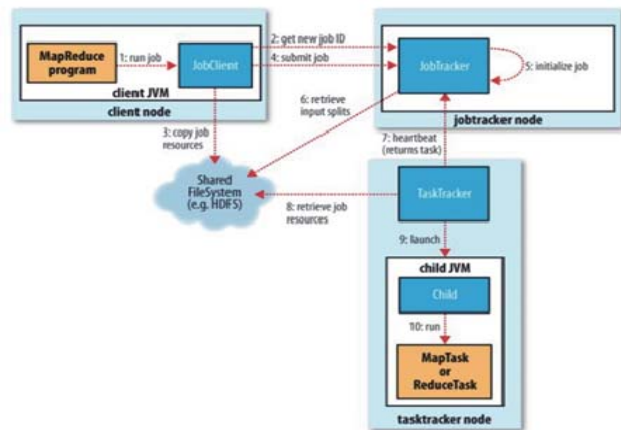 MapReduce
program
1: run job
JobClient
client JVM
client node
2: get new job ID
4: submit job
JobTracker
5: initialize job
jobtracker node
3: copy job
resources
6: retrieve
input splits
7: heartbeat
(returns task)
Shared
FileSystem
(e.g. HDFS)
8: retrieve job
resources
TaskTracker
9: launch
child JVM
Child
10: run
MapTask
or
ReduceTask
tasktracker node